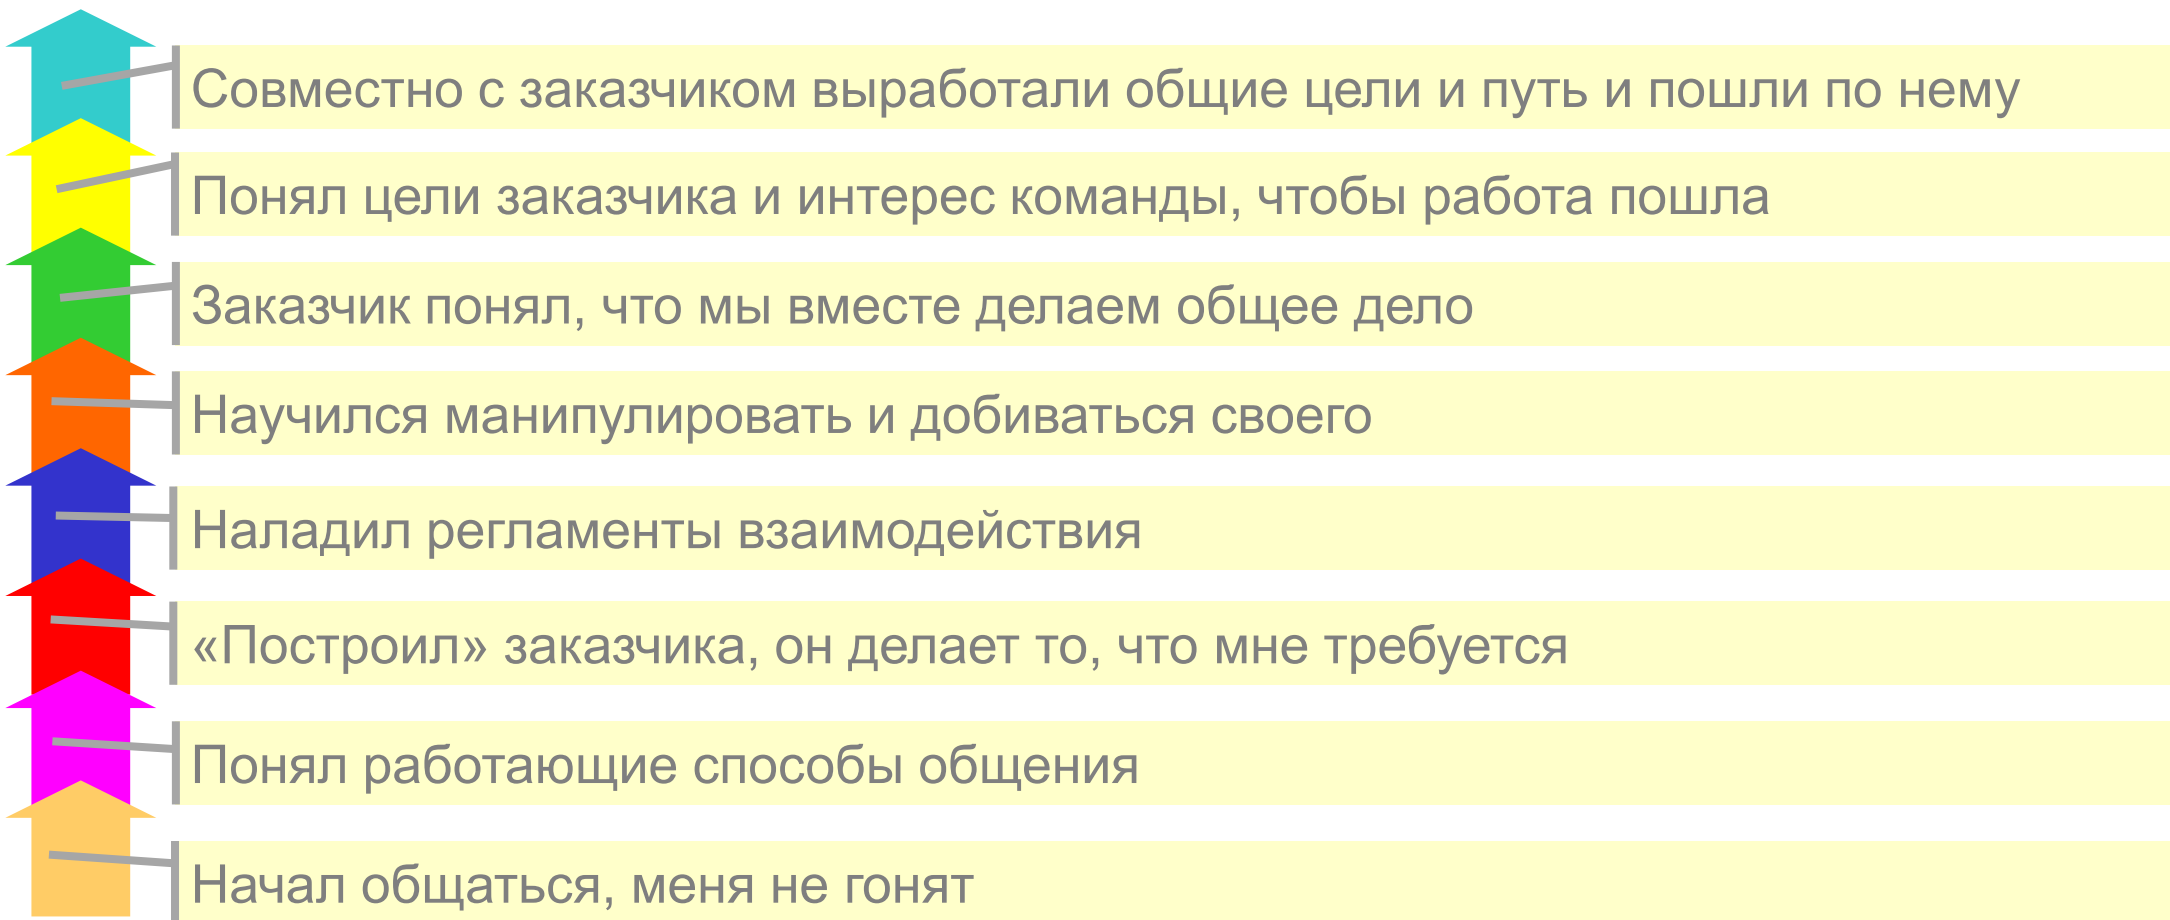 Совместно с заказчиком выработали общие цели и путь и пошли по нему
Понял цели заказчика и интерес команды, чтобы работа пошла
Заказчик понял, что мы вместе делаем общее дело
Научился манипулировать и добиваться своего
Наладил регламенты взаимодействия
«Построил» заказчика, он делает то, что мне требуется
Понял работающие способы общения
Начал общаться, меня не гонят